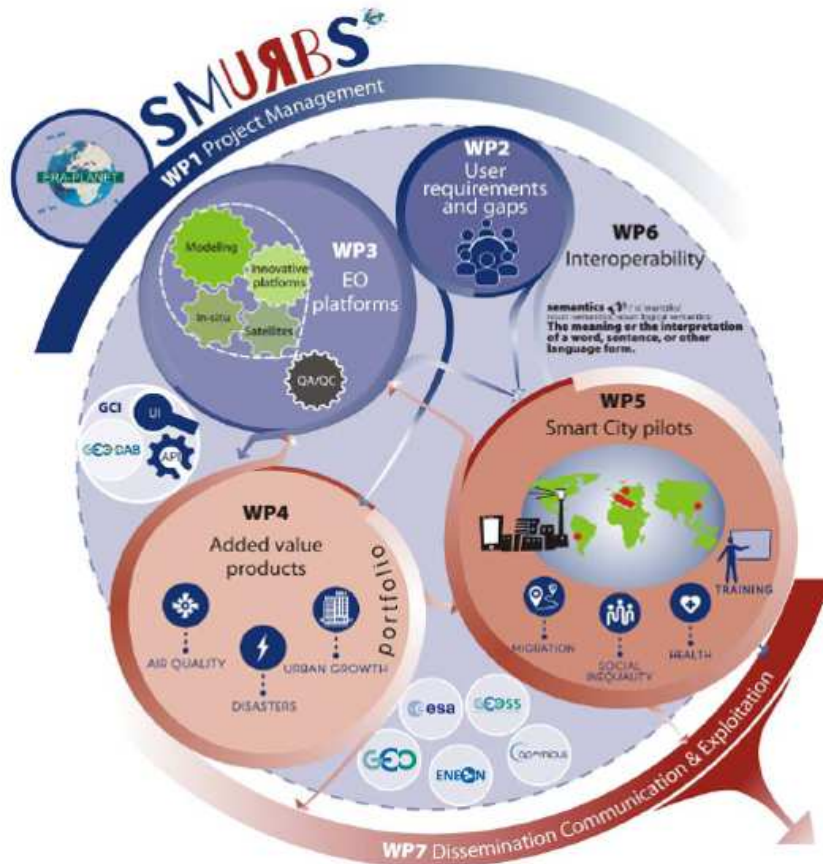 SMURBS
ERA-PLANET
WP1 Project Management
WP2
User
requirements
and gaps
WP3
EO
platforms
Modeling
Innovative
platforms
In-situ
Satellites
QA/QC
WP6
Interoperability
semantics
The meaning or the interpretation
of a word, sentence, or other
language form.
GCI
UI
GEO DAB
API
WP5
Smart City pilots
TRAINING
MIGRATION
SOCIAL
INEQUALITY
HEALTH
WP4
Added value
products
portfolio
AIR QUALITY
DISASTERS
URBAN GROWTH
esa
GEOSS
GEO
ENEON
opernicus
WP7 Dissemination Communication & Exploitation